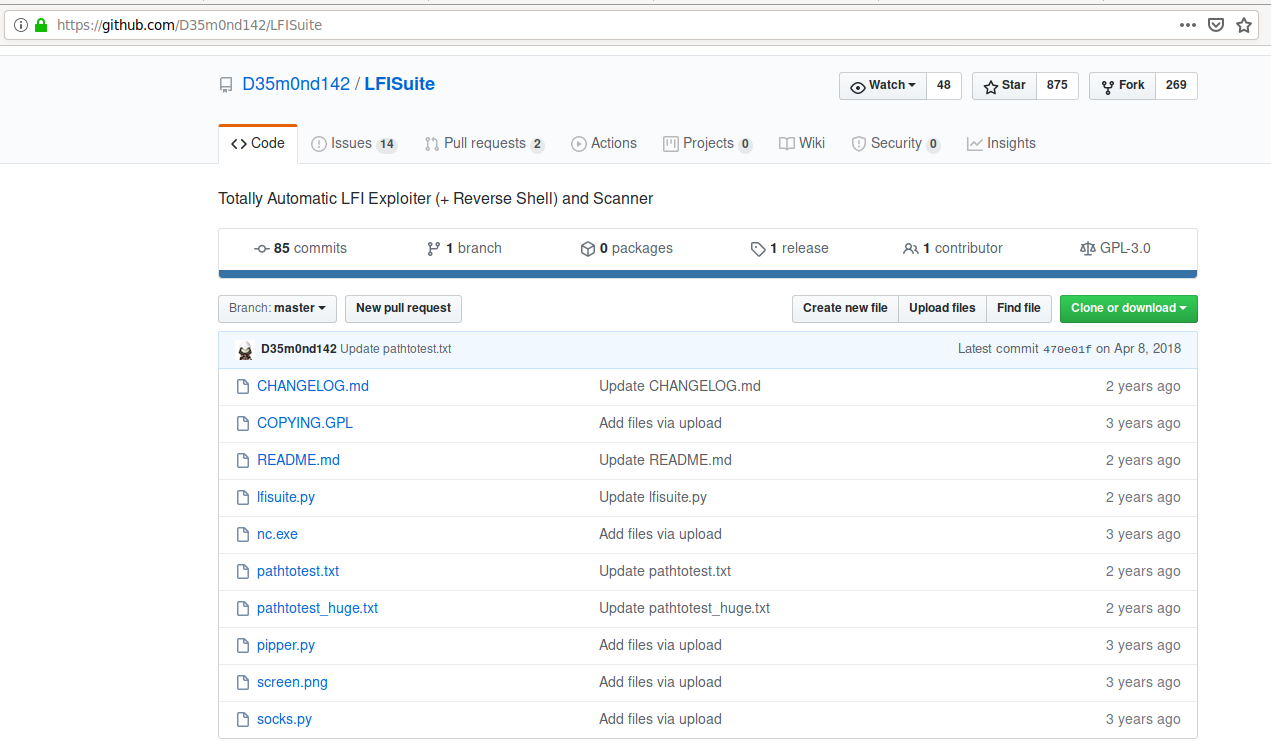 https://github.com/D35m0nd142/LFISuite
D35m0nd142 / LFISuite
Watch 48 Star 875 Fork 269
Code Issues 14 Pull requests 2 Actions Projects 0 Wiki Security 0 Insights
Totally Automatic LFI Exploiter (+ Reverse Shell) and Scanner
85 commits 1 branch 0 packages 1 release 1 contributor GPL-3.0
Branch: master New pull request Create new file Upload files Find file Clone or download
D35m0nd142 Update pathtotest.txt Latest commit 470e01f on Apr 8, 2018
CHANGELOG.md Update CHANGELOG.md 2 years ago
COPYING.GPL Add files via upload 3 years ago
README.md Update README.md 2 years ago
lfisuite.py Update lfisuite.py 2 years ago
nc.exe Add files via upload 3 years ago
pathtotest.txt Update pathtotest.txt 2 years ago
pathtotest_huge.txt Update pathtotest_huge.txt 2 years ago
pipper.py Add files via upload 3 years ago
screen.png Add files via upload 3 years ago
socks.py Add files via upload 3 years ago